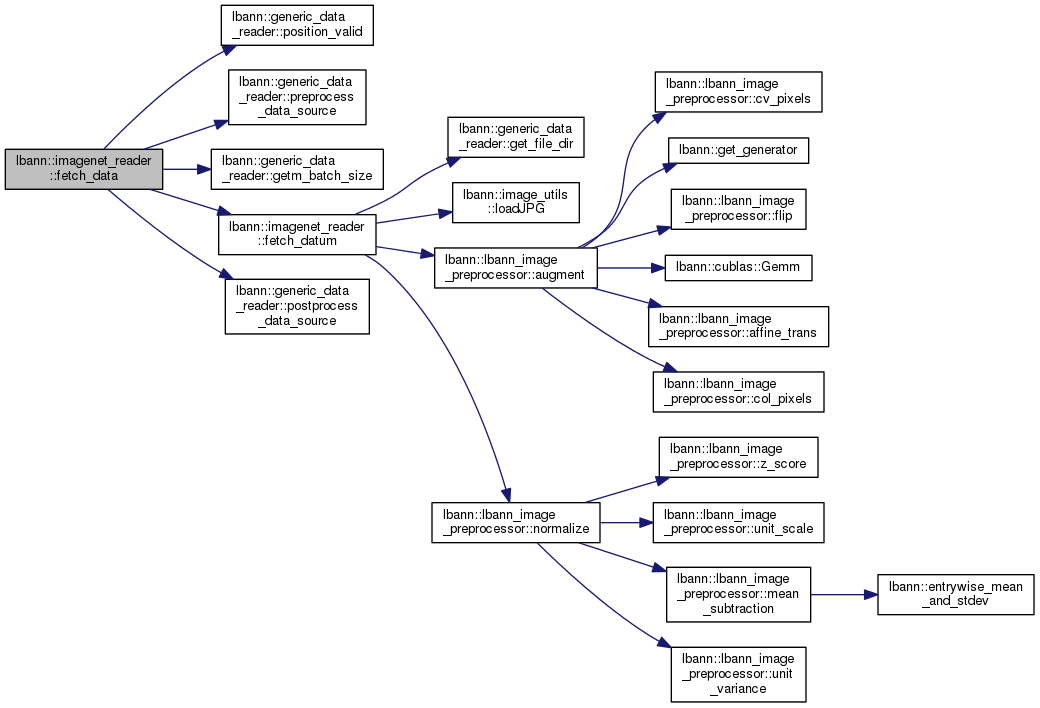 lbann::imagenet_reader
::fetch_data
lbann::generic_data
_reader::position_valid
lbann::generic_data
_reader::preprocess
_data_source
lbann::generic_data
_reader::getm_batch_size
lbann::imagenet_reader
::fetch_datum
lbann::generic_data
_reader::postprocess
_data_source
lbann::generic_data
_reader::get_file_dir
lbann::image_utils
::loadJPG
lbann::lbann_image
_preprocessor::augment
lbann::lbann_image
_preprocessor::normalize
lbann::lbann_image
_preprocessor::cv_pixels
lbann::get_generator
lbann::lbann_image
_preprocessor::flip
lbann::cublas::Gemm
lbann::lbann_image
_preprocessor::affine_trans
lbann::lbann_image
_preprocessor::col_pixels
lbann::lbann_image
_preprocessor::z_score
lbann::lbann_image
_preprocessor::unit_scale
lbann::lbann_image
_preprocessor::mean
_subtraction
lbann::lbann_image
_preprocessor::unit
_variance
lbann::entrywise_mean
_and_stdev